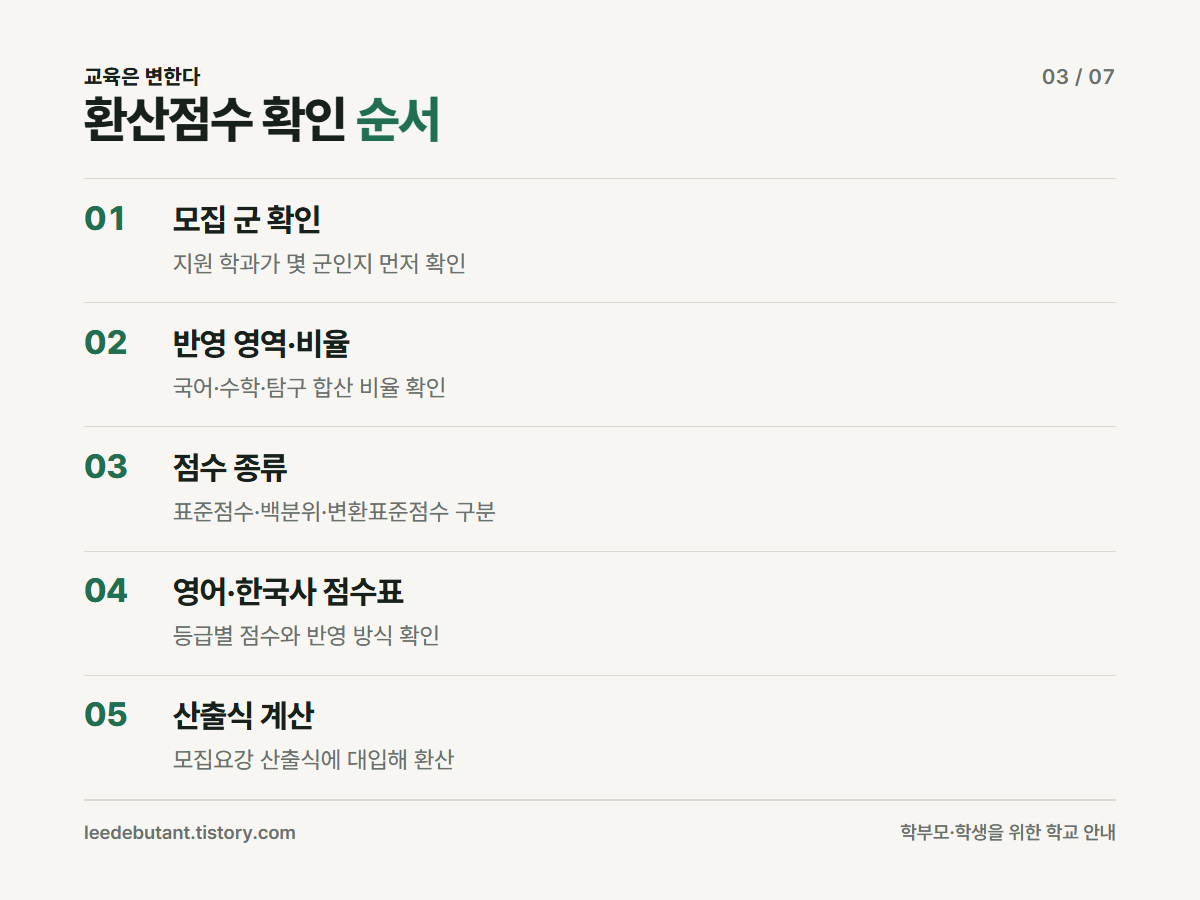 교육은 변한다
03 / 07
환산점수 확인 순서
01
모집 군 확인
지원 학과가 몇 군인지 먼저 확인
02
반영 영역·비율
국어·수학·탐구 합산 비율 확인
03
점수 종류
표준점수·백분위·변환표준점수 구분
04
영어·한국사 점수표
등급별 점수와 반영 방식 확인
05
산출식 계산
모집요강 산출식에 대입해 환산
leedebutant.tistory.com
학부모·학생을 위한 학교 안내